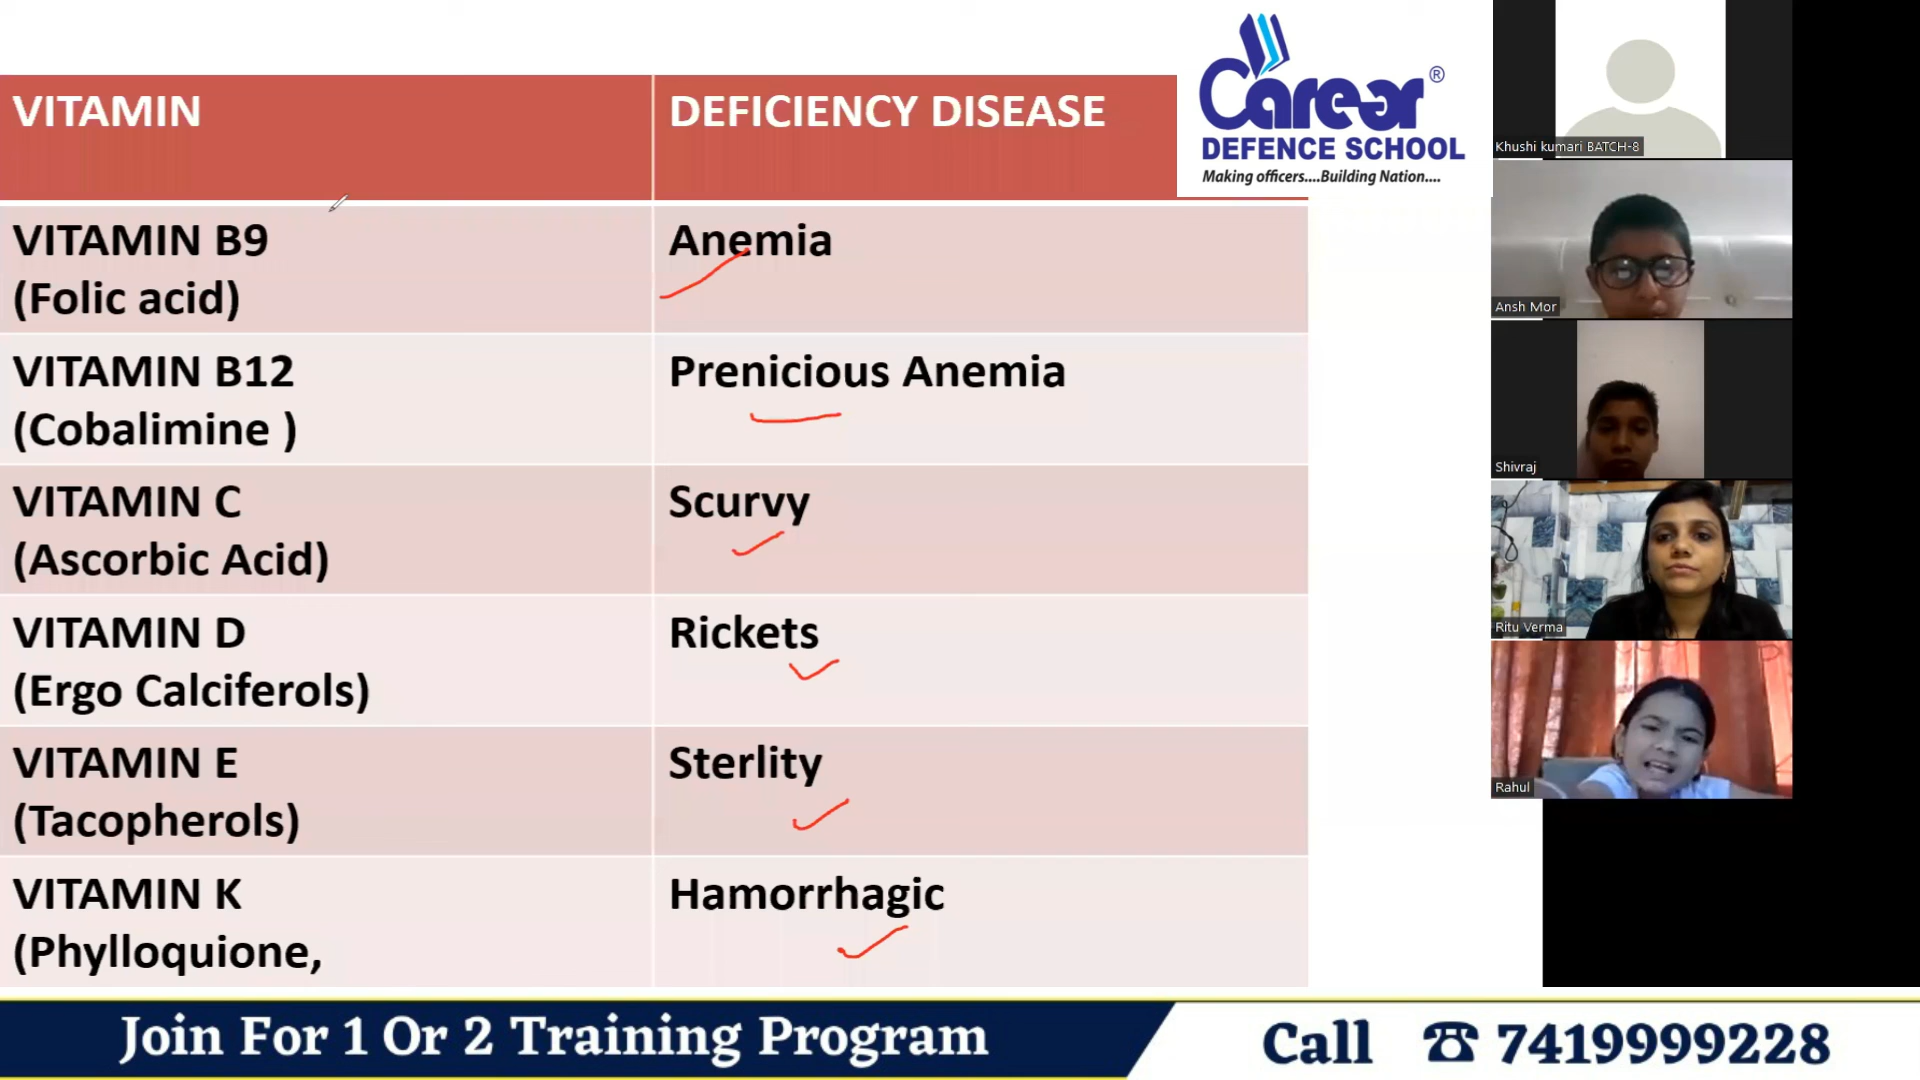 VITAMIN
DEFICIENCY DISEASE
Carear®
DEFENCE SCHOOL
Making officers....Building Nation....
VITAMIN B9
(Folic acid)
Anemia
VITAMIN B12
(Cobalimine )
Prenicious Anemia
VITAMIN C
(Ascorbic Acid)
Scurvy
VITAMIN D
(Ergo Calciferols)
Rickets
VITAMIN E
(Tacopherols)
Sterlity
VITAMIN K
(Phylloquione,
Hamorrhagic
Khushi kumari BATCH-8
Ansh Mor
Shivraj
Ritu Verma
Rahul
Join For 1 Or 2 Training Program
Call ☎ 7419999228